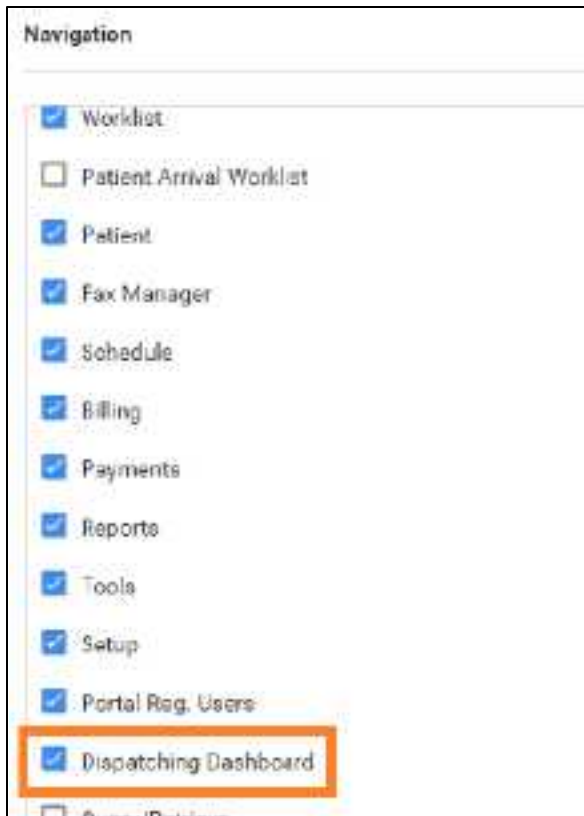 Navigation
Worklist
Patient Arrival Worklist
Patient
Fax Manager
Schedule
Billing
Payments
Reports
Tools
Setup
Portal Reg. Users
Dispatching Dashboard